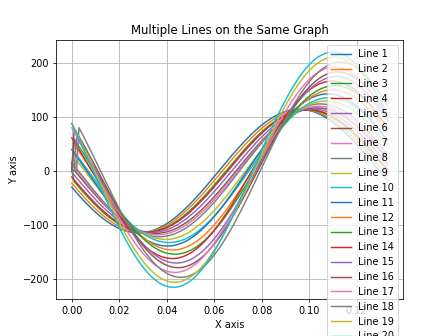 Multiple Lines on the Same Graph
Y axis
200
100
0
−100
−200
0.00
0.02
0.04
0.06
0.08
0.10
X axis
Line 1
Line 2
Line 3
Line 4
Line 5
Line 6
Line 7
Line 8
Line 9
Line 10
Line 11
Line 12
Line 13
Line 14
Line 15
Line 16
Line 17
Line 18
Line 19
Line 20